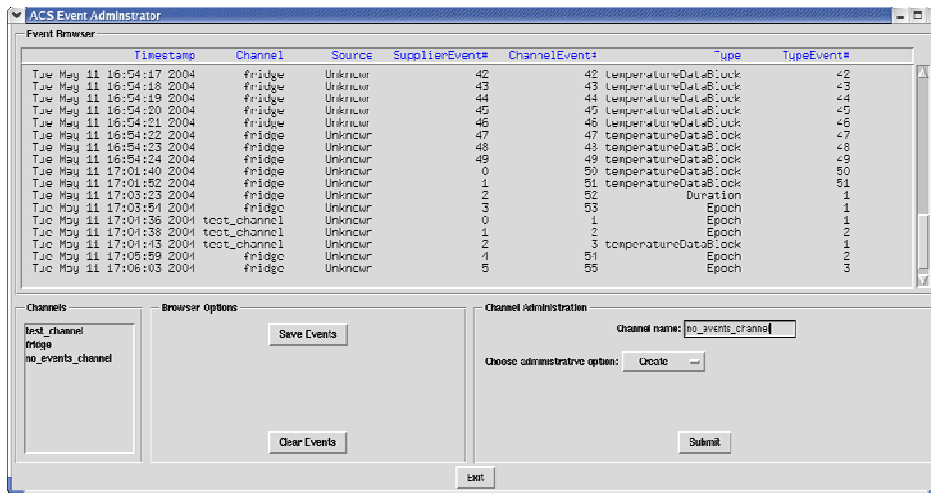 ACS Event Adminstrator
Event Browser
Timestamp Channel Source SupplierEvent# ChannelEvent# Type TypeEvent#
Tue May 11 16:54:17 2004 fridge Unknown 42 42 temperatureDataBlock 42
Tue May 11 16:54:18 2004 fridge Unknown 43 43 temperatureDataBlock 43
Tue May 11 16:54:19 2004 fridge Unknown 44 44 temperatureDataBlock 44
Tue May 11 16:54:20 2004 fridge Unknown 45 45 temperatureDataBlock 45
Tue May 11 16:54:21 2004 fridge Unknown 46 46 temperatureDataBlock 46
Tue May 11 16:54:22 2004 fridge Unknown 47 47 temperatureDataBlock 47
Tue May 11 16:54:23 2004 fridge Unknown 48 48 temperatureDataBlock 48
Tue May 11 16:54:24 2004 fridge Unknown 49 49 temperatureDataBlock 49
Tue May 11 17:01:40 2004 fridge Unknown 0 50 temperatureDataBlock 50
Tue May 11 17:01:52 2004 fridge Unknown 1 51 temperatureDataBlock 51
Tue May 11 17:03:23 2004 fridge Unknown 2 52 Duration 1
Tue May 11 17:03:54 2004 fridge Unknown 3 53 Epoch 1
Tue May 11 17:04:36 2004 test_channel Unknown 0 1 Epoch 1
Tue May 11 17:04:38 2004 test_channel Unknown 1 2 Epoch 2
Tue May 11 17:04:43 2004 test_channel Unknown 2 3 temperatureDataBlock 1
Tue May 11 17:05:59 2004 fridge Unknown 4 54 Epoch 2
Tue May 11 17:06:03 2004 fridge Unknown 5 55 Epoch 3
Channels
test_channel
fridge
no_events_channel
Browser Options
Save Events
Clear Events
Channel Administration
Channel name: no_events_channel
Choose administrative option: Create
Submit
Exit